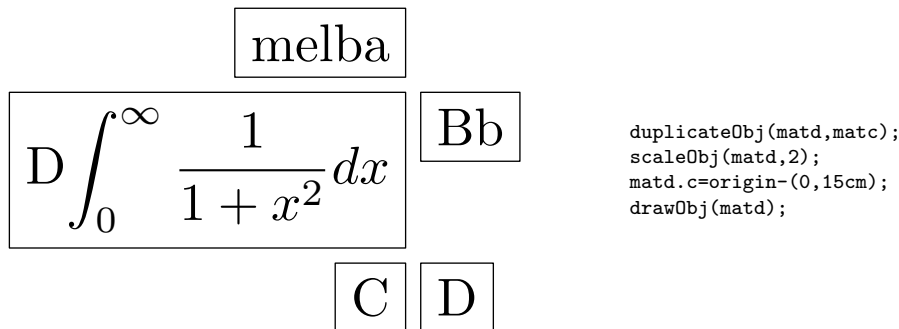 melba
D∫₀^∞ 1/(1 + x²) dx
Bb
C
D
duplicateObj(matd,matc);
scaleObj(matd,2);
matd.c=origin-(0,15cm);
drawObj(matd);